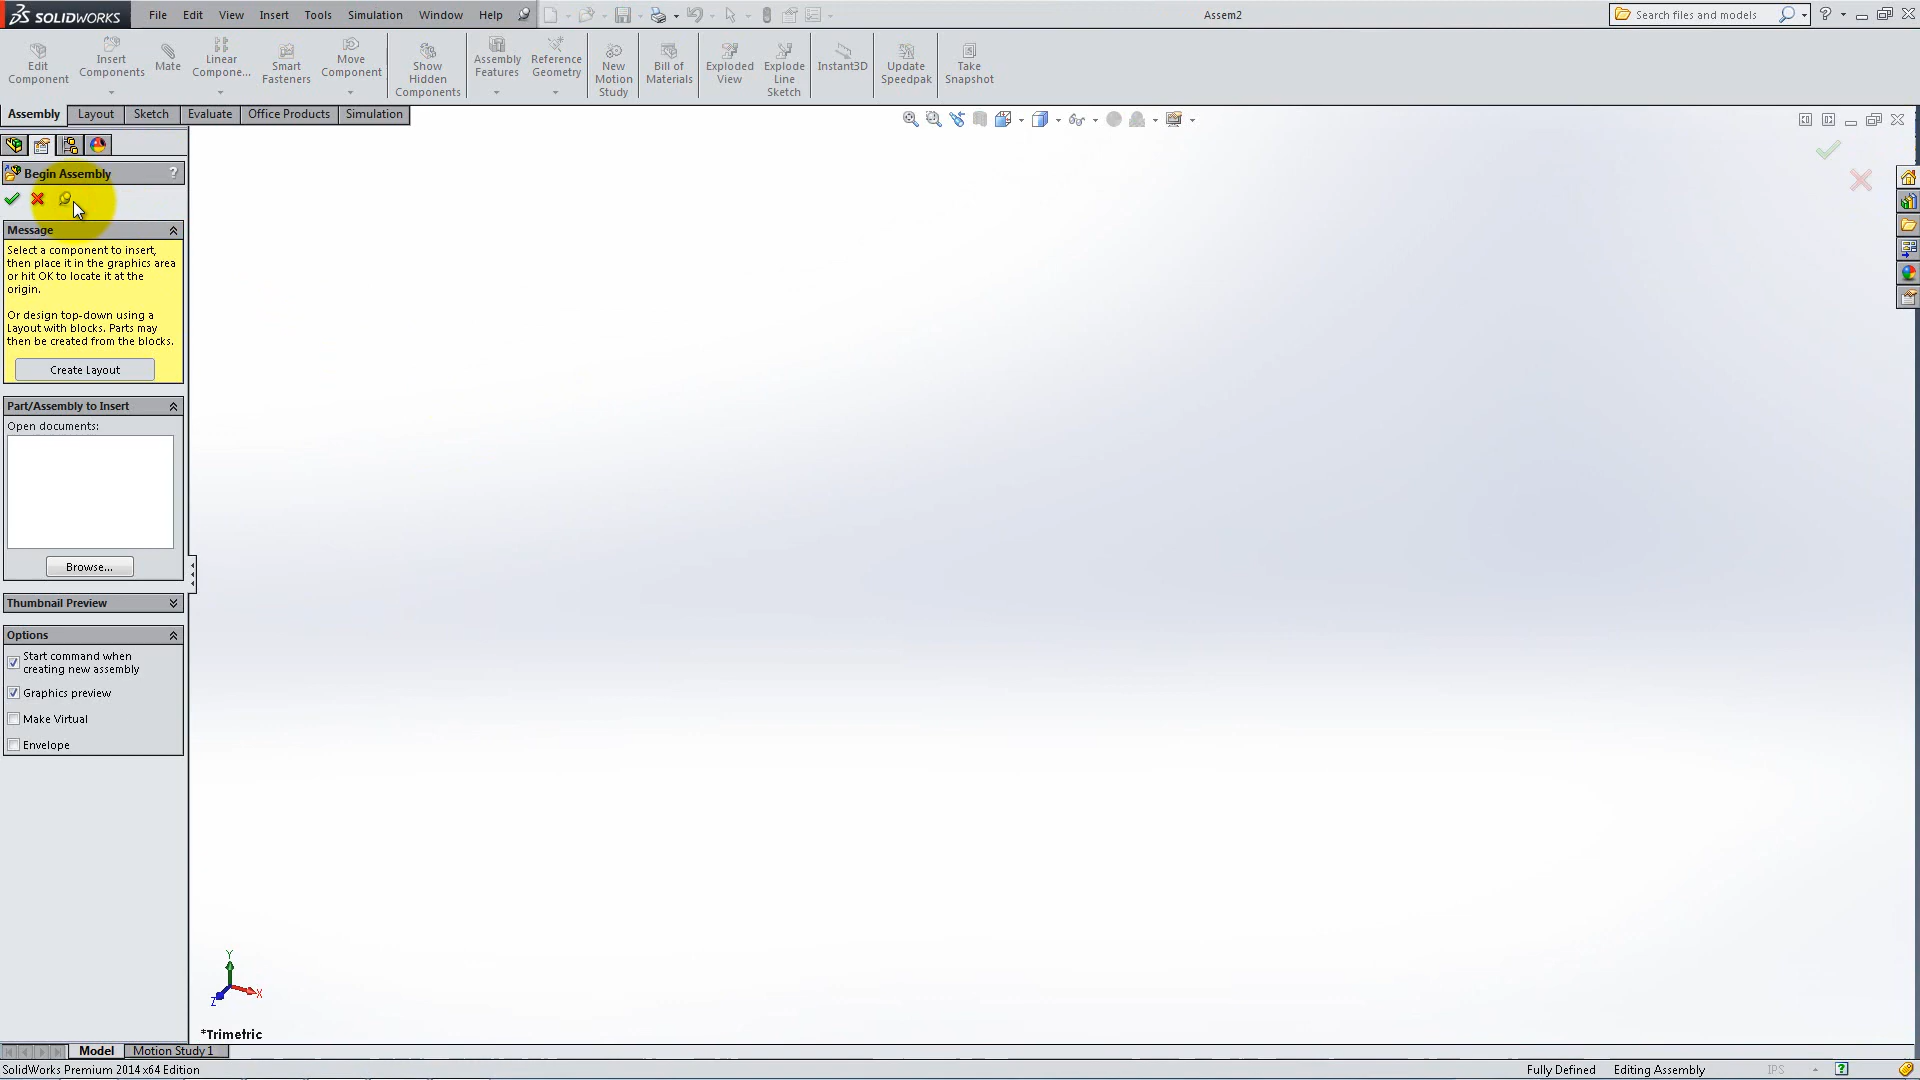 SOLIDWORKS File Edit View Insert Tools Simulation Window Help Assem2 Search files and models
Edit Component
Insert Components
Mate
Linear Compone...
Smart Fasteners
Move Component
Show Hidden Components
Assembly Features
Reference Geometry
New Motion Study
Bill of Materials
Exploded View
Explode Line Sketch
Instant3D
Update Speedpak
Take Snapshot
Assembly Layout Sketch Evaluate Office Products Simulation
Begin Assembly ?
Message
Select a component to insert,
then place it in the graphics area
or hit OK to locate it at the
origin.
Or design top-down using a
Layout with blocks. Parts may
then be created from the blocks.
Create Layout
Part/Assembly to Insert
Open documents:
Browse...
Thumbnail Preview
Options
Start command when
creating new assembly
Graphics preview
Make Virtual
Envelope
Y
X
Z
*Trimetric
Model Motion Study 1
SolidWorks Premium 2014 x64 Edition Fully Defined Editing Assembly IPS ?